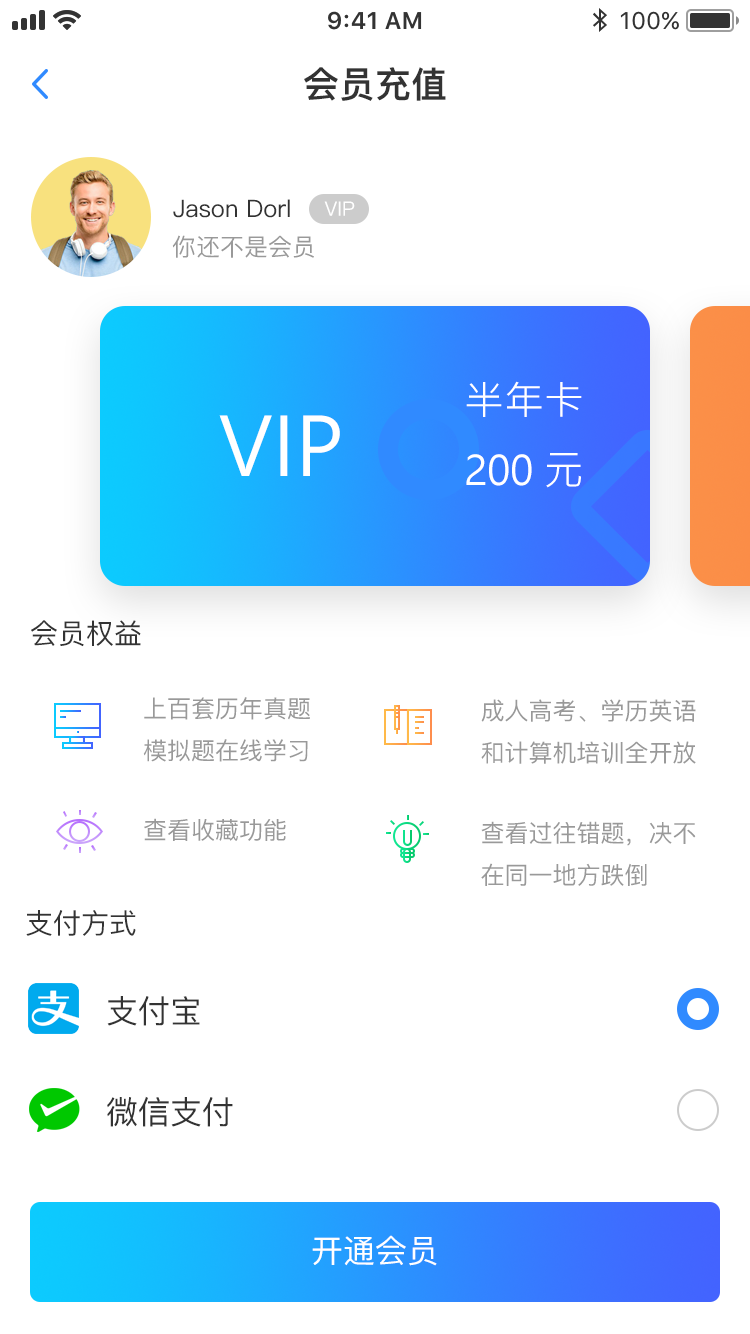 9:41 AM
100%
会员充值
Jason Dorl VIP
你还不是会员
VIP
半年卡
200 元
会员权益
上百套历年真题
模拟题在线学习
成人高考、学历英语
和计算机培训全开放
查看收藏功能
查看过往错题，决不
在同一地方跌倒
支付方式
支 支付宝
微信支付
开通会员